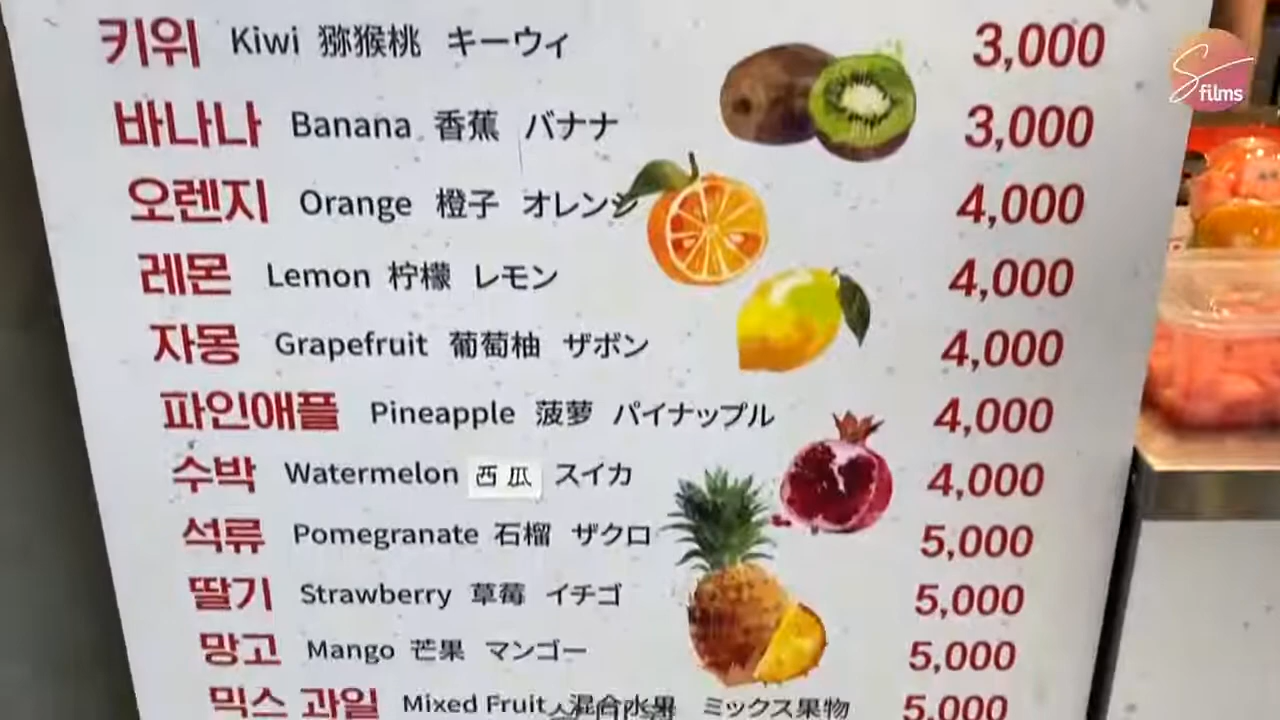 키위 Kiwi 猕猴桃 キーウィ 3,000
바나나 Banana 香蕉 バナナ 3,000
오렌지 Orange 橙子 オレンジ 4,000
레몬 Lemon 柠檬 レモン 4,000
자몽 Grapefruit 葡萄柚 ザボン 4,000
파인애플 Pineapple 菠萝 パイナップル 4,000
수박 Watermelon 西瓜 スイカ 4,000
석류 Pomegranate 石榴 ザクロ 5,000
딸기 Strawberry 草莓 イチゴ 5,000
망고 Mango 芒果 マンゴー 5,000
믹스 과일 Mixed Fruit 混合水果 ミックス果物 5,000
S films